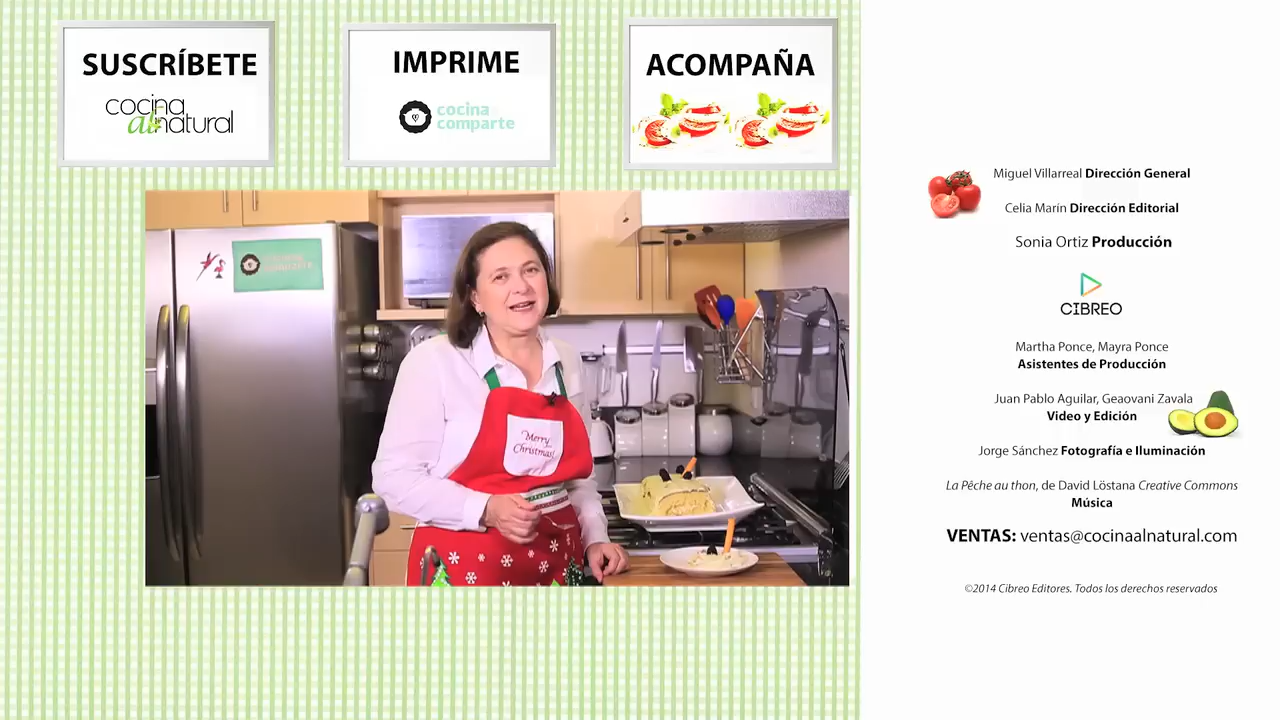 SUSCRÍBETE
cocina
al natural
IMPRIME
cocina
comparte
ACOMPAÑA
Merry
Christmas!
Miguel Villarreal Dirección General
Celia Marín Dirección Editorial
Sonia Ortiz Producción
CIBREO
Martha Ponce, Mayra Ponce
Asistentes de Producción
Juan Pablo Aguilar, Geaovani Zavala
Video y Edición
Jorge Sánchez Fotografía e Iluminación
La Pêche au thon, de David Löstana Creative Commons
Música
VENTAS: ventas@cocinaalnatural.com
©2014 Cibreo Editores. Todos los derechos reservados